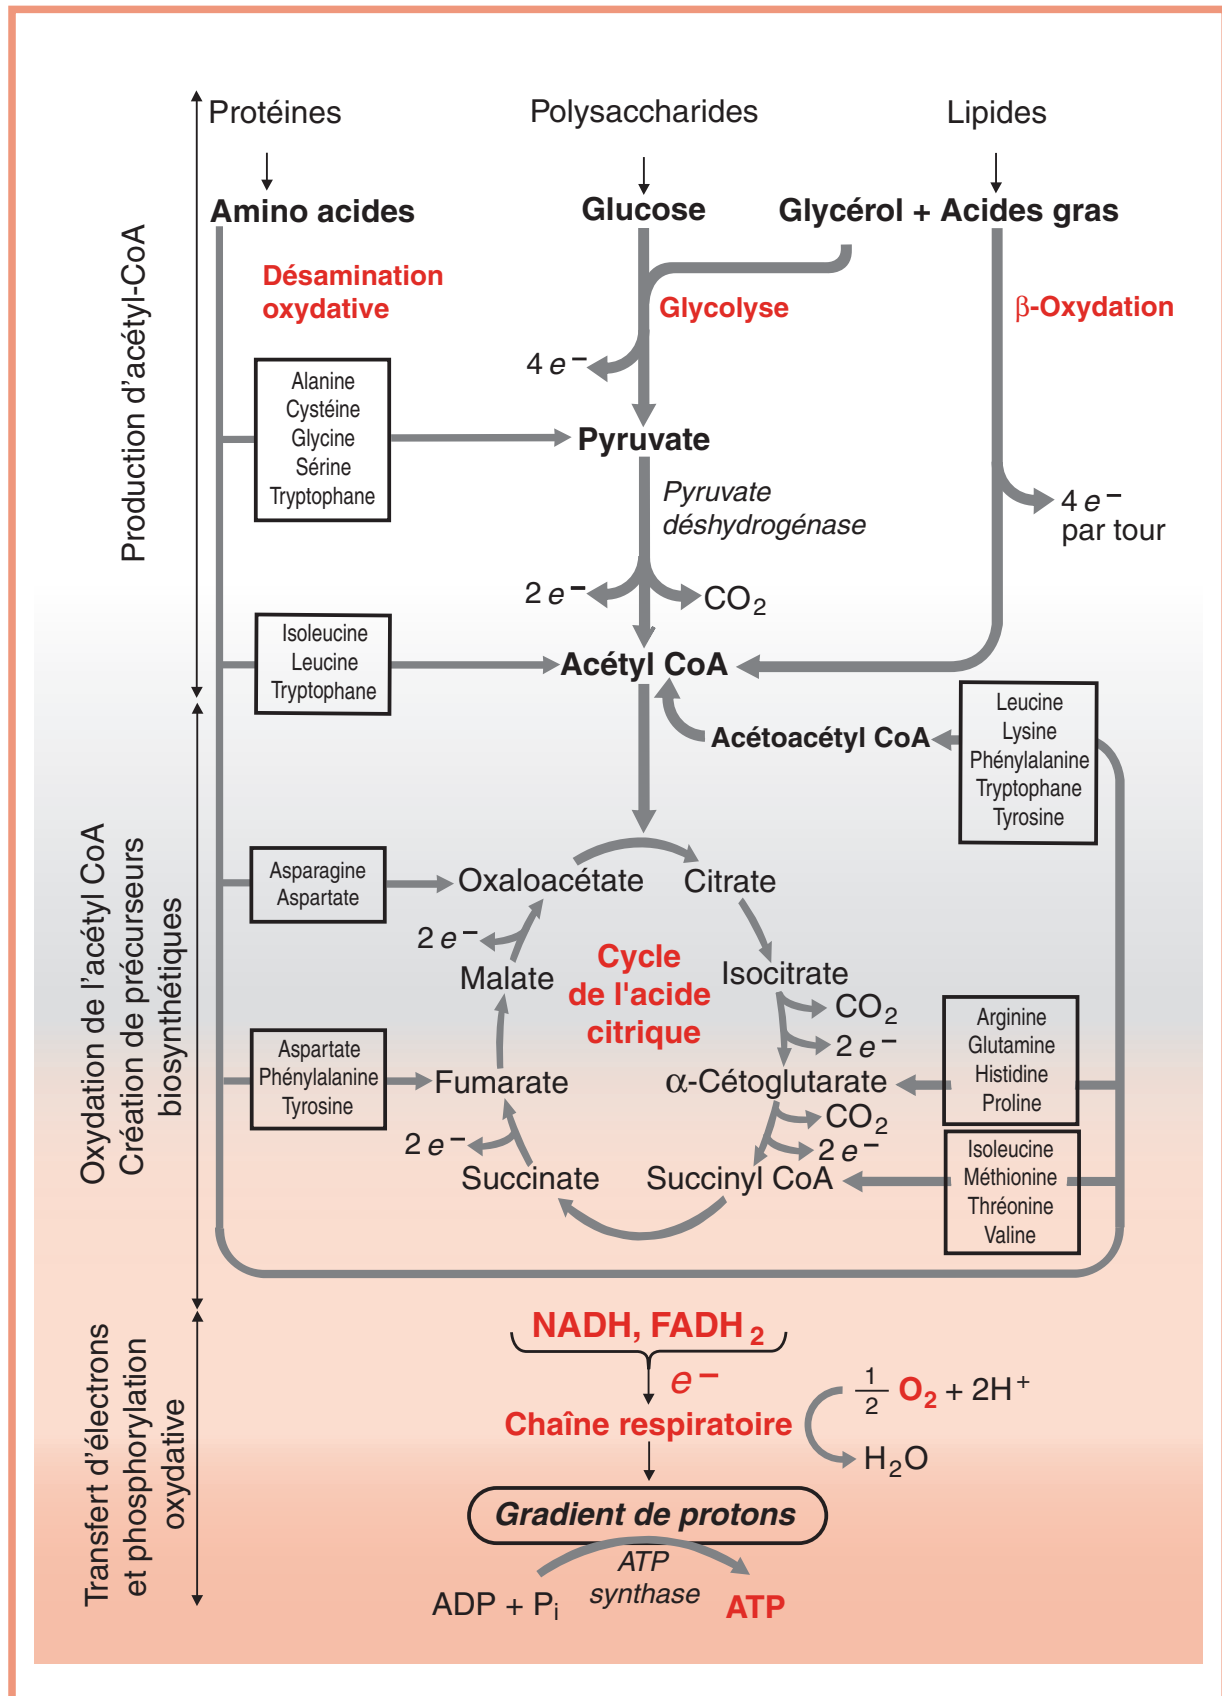 Protéines
Polysaccharides
Lipides
Amino acides
Glucose
Glycérol + Acides gras
Désamination
oxydative
Glycolyse
β-Oxydation
4 e⁻
Alanine
Cystéine
Glycine
Sérine
Tryptophane
Pyruvate
Pyruvate
déshydrogénase
4 e⁻
par tour
2 e⁻
CO₂
Isoleucine
Leucine
Tryptophane
Acétyl CoA
Acétoacétyl CoA
Leucine
Lysine
Phénylalanine
Tryptophane
Tyrosine
Production d'acétyl-CoA
Asparagine
Aspartate
Oxaloacétate
Citrate
2 e⁻
Malate
Cycle
de l'acide
citrique
Isocitrate
CO₂
2 e⁻
Arginine
Glutamine
Histidine
Proline
Aspartate
Phénylalanine
Tyrosine
Fumarate
α-Cétoglutarate
CO₂
2 e⁻
2 e⁻
Succinate
Succinyl CoA
Isoleucine
Méthionine
Thréonine
Valine
Oxydation de l'acétyl CoA
Création de précurseurs
biosynthétiques
NADH, FADH₂
e⁻
½ O₂ + 2H⁺
Chaîne respiratoire
H₂O
Gradient de protons
ATP
synthase
ADP + Pᵢ
ATP
Transfert d'électrons
et phosphorylation
oxydative